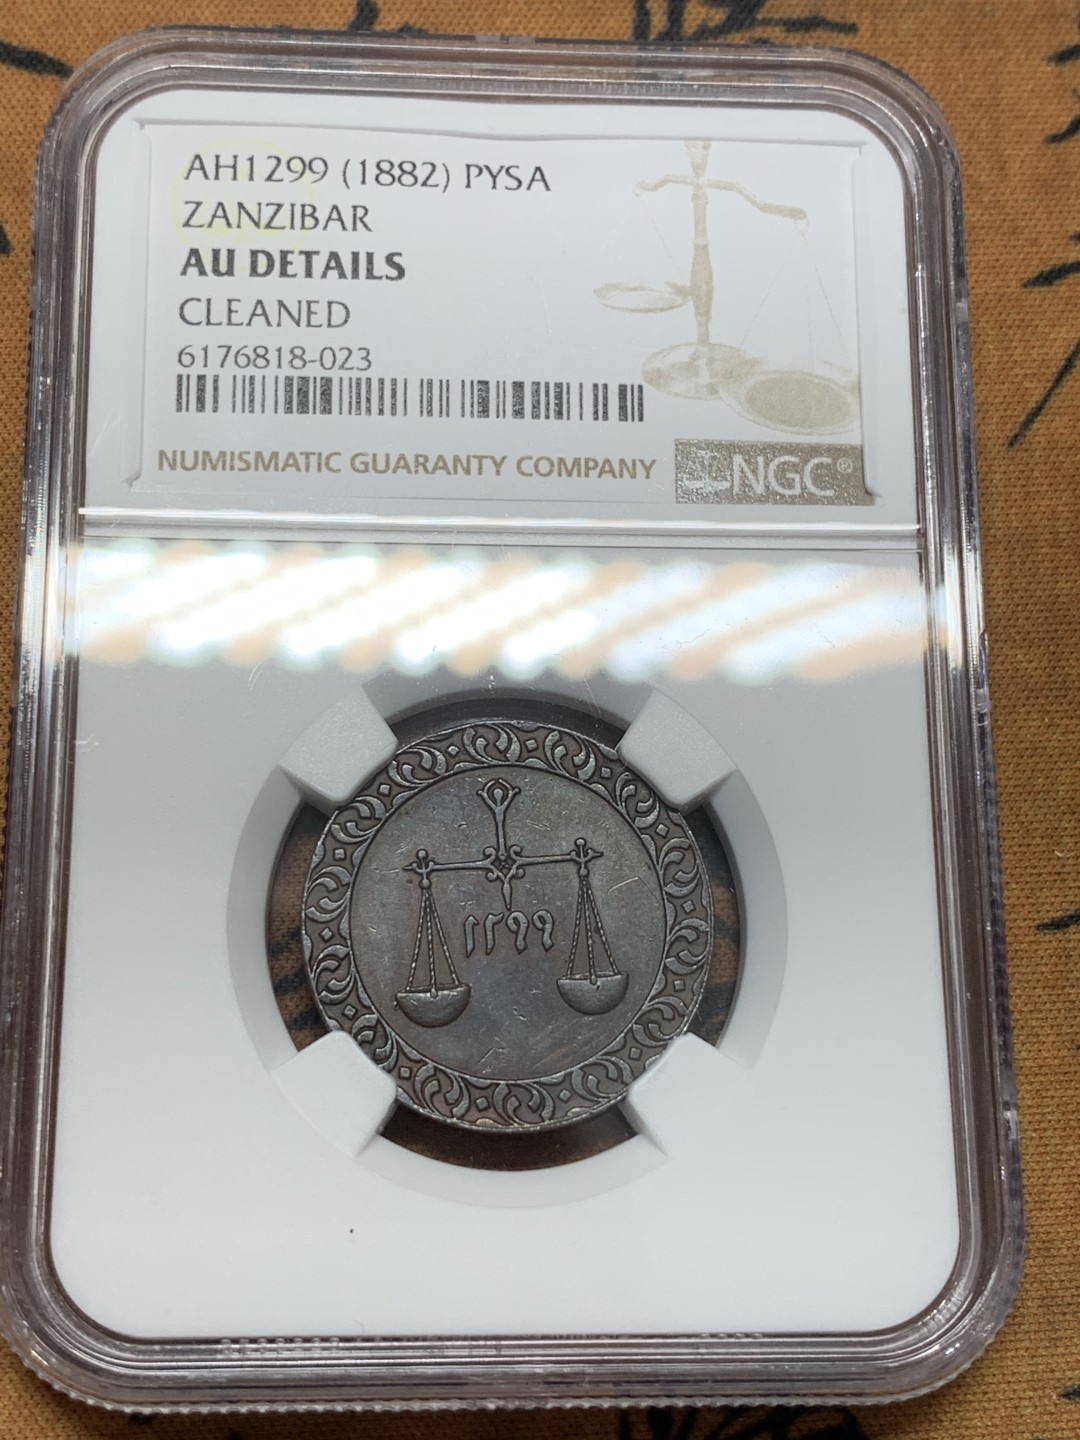 AH1299 (1882) PYSA
ZANZIBAR
AU DETAILS
CLEANED
6176818-023
NUMISMATIC GUARANTY COMPANY NGC®
١٢٩٩